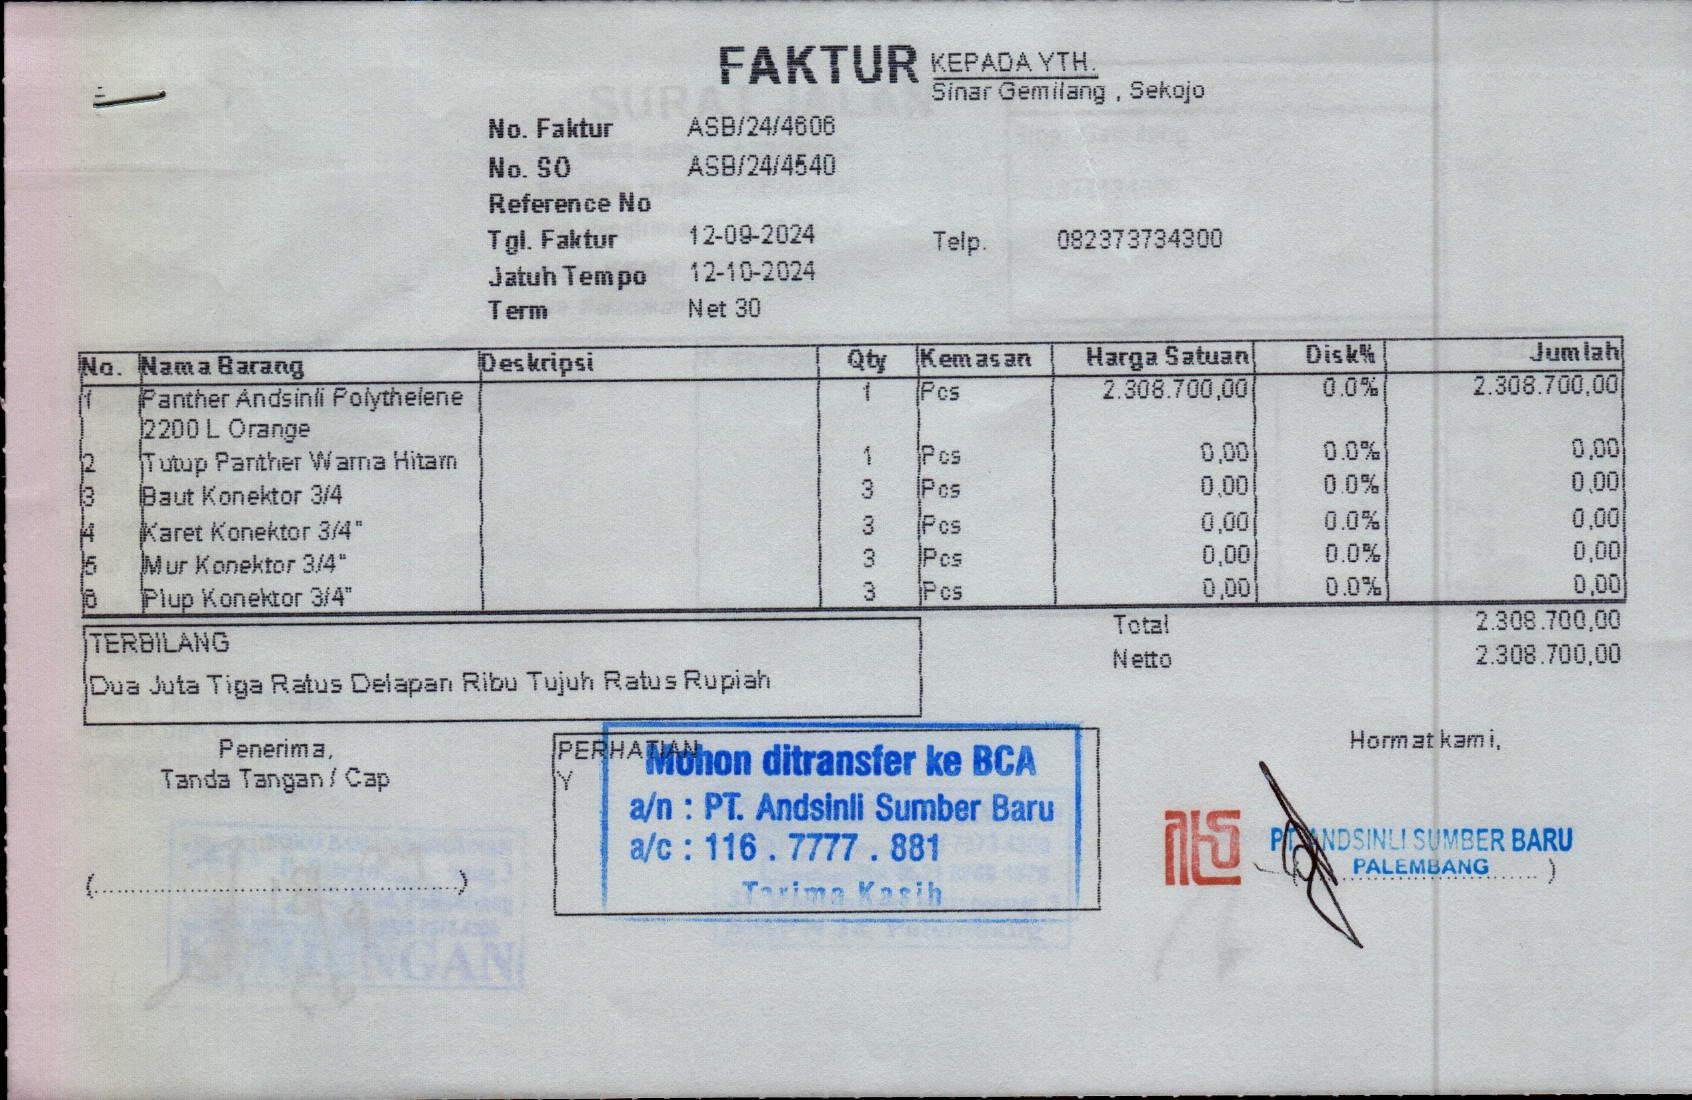 FAKTUR
KEPADA YTH.
Sinar Gemilang , Sekojo
No. Faktur ASB/24/4606
No. SO ASB/24/4540
Reference No
Tgl. Faktur 12-09-2024 Telp. 082373734300
Jatuh Tempo 12-10-2024
Term Net 30
No. Nama Barang Deskripsi Qty Kemasan Harga Satuan Disk% Jumlah
1 Panther Andsinli Polythelene 1 Pcs 2.308.700,00 0.0% 2.308.700,00
2200 L Orange
2 Tutup Panther Warna Hitam 1 Pcs 0,00 0.0% 0,00
3 Baut Konektor 3/4 3 Pcs 0,00 0.0% 0,00
4 Karet Konektor 3/4" 3 Pcs 0,00 0.0% 0,00
5 Mur Konektor 3/4" 3 Pcs 0,00 0.0% 0,00
6 Plup Konektor 3/4" 3 Pcs 0,00 0.0% 0,00
Total 2.308.700,00
Netto 2.308.700,00
TERBILANG
Dua Juta Tiga Ratus Delapan Ribu Tujuh Ratus Rupiah
Penerima,
Tanda Tangan / Cap
(....................................................)
PERHATIAN
Y
Mohon ditransfer ke BCA
a/n : PT. Andsinli Sumber Baru
a/c : 116 . 7777 . 881
Terima Kasih
Hormat kami,
PT. ANDSINLI SUMBER BARU
PALEMBANG